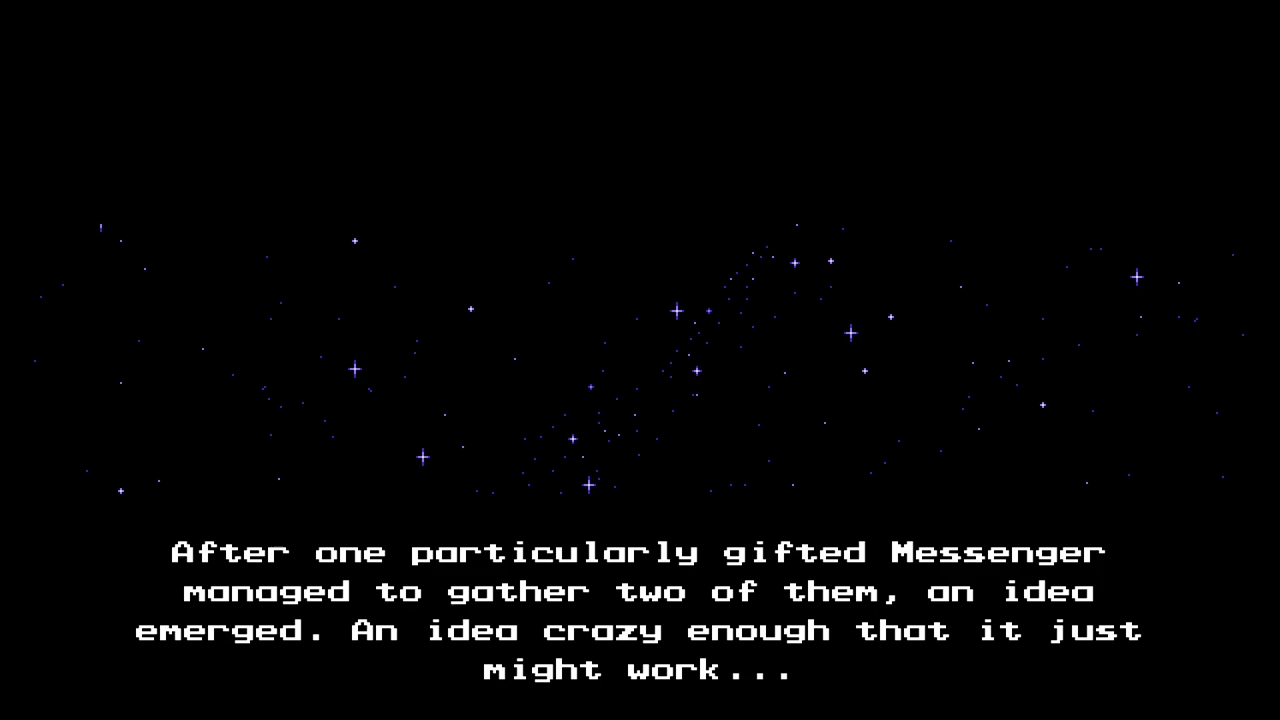 After one particularly gifted Messenger
managed to gather two of them, an idea
emerged. An idea crazy enough that it just
might work...